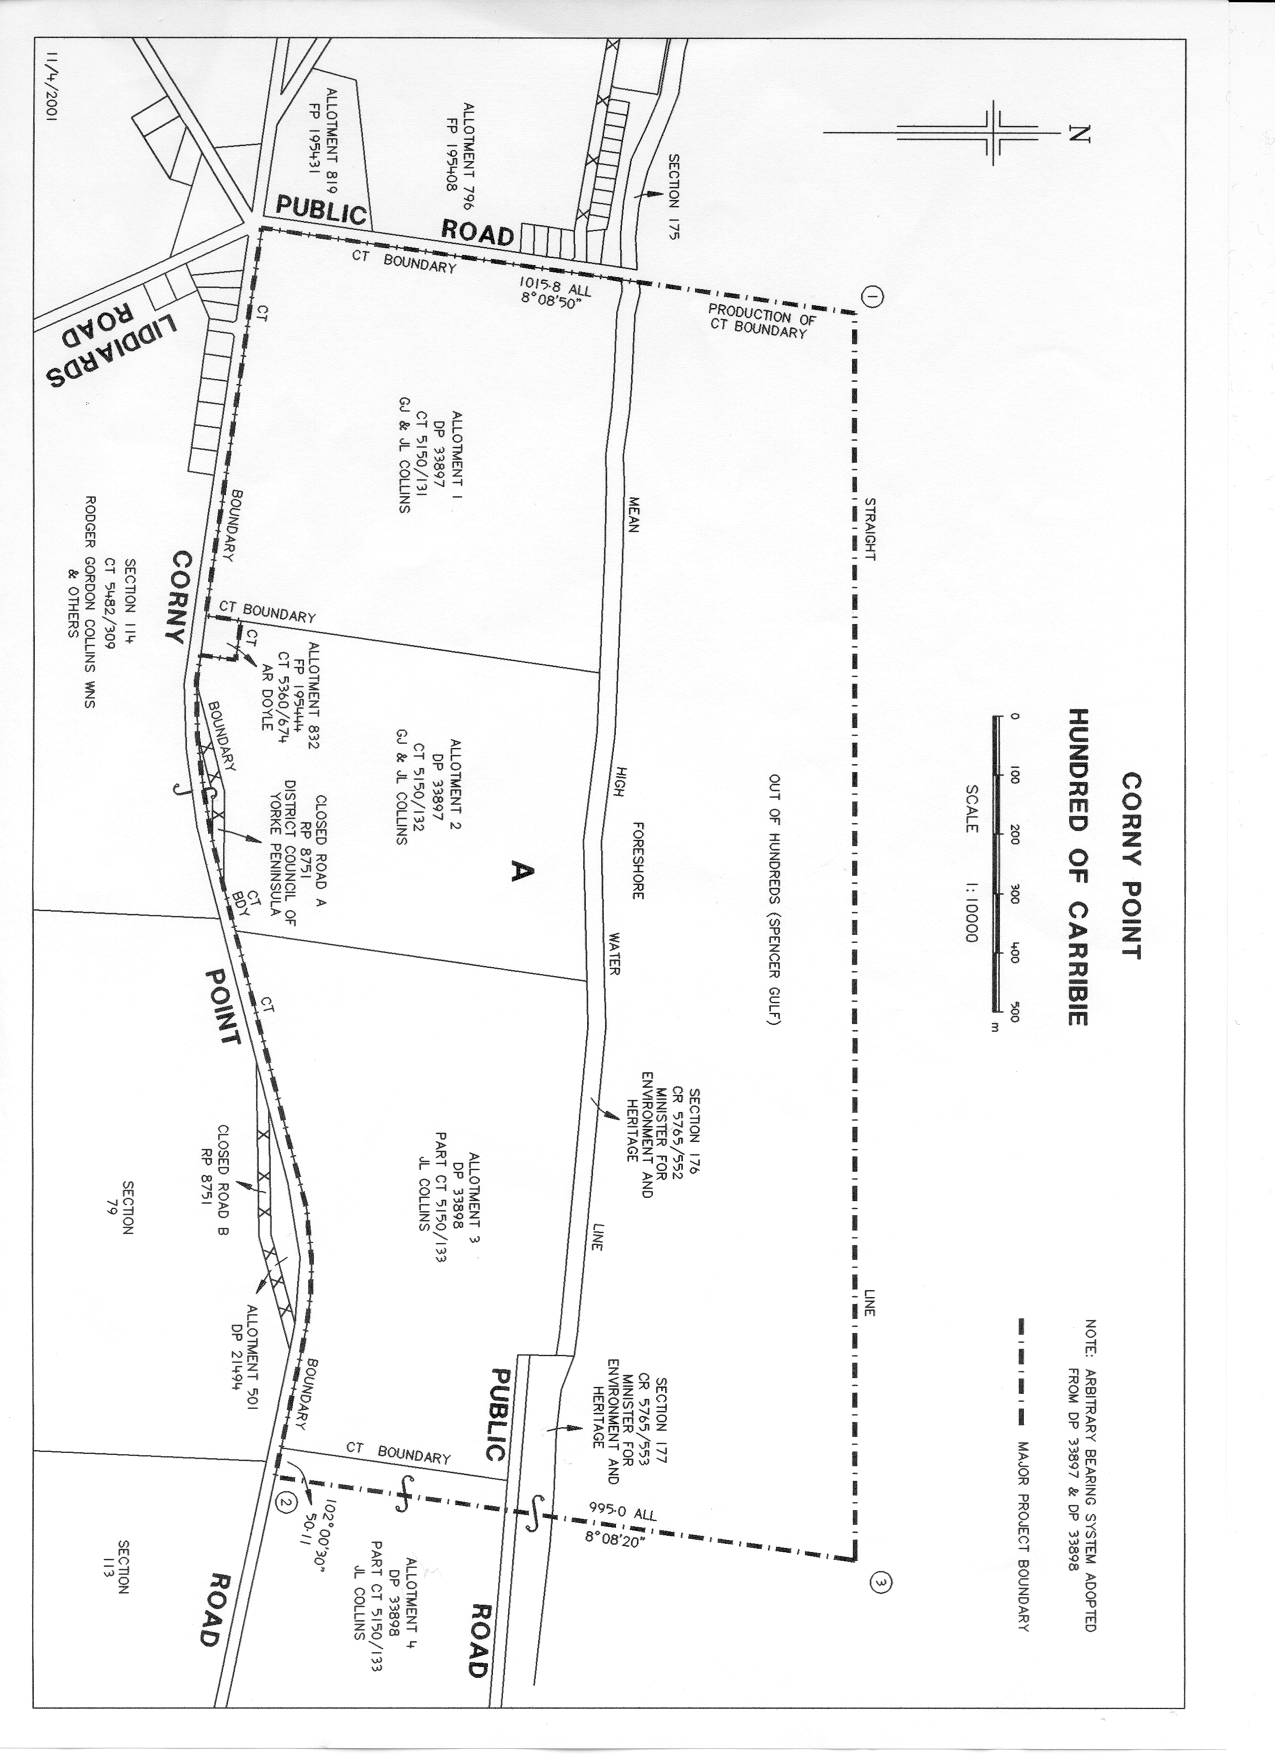 CORNY POINT
HUNDRED OF CARRIBIE
0 100 200 300 400 500
m
SCALE 1:10000
N
NOTE: ARBITRARY BEARING SYSTEM ADOPTED
FROM DP 33897 & DP 33898
MAJOR PROJECT BOUNDARY
1
STRAIGHT
LINE
3
PRODUCTION OF
CT BOUNDARY
OUT OF HUNDREDS (SPENCER GULF)
SECTION 175
SECTION 176
CR 5765/552
MINISTER FOR
ENVIRONMENT AND
HERITAGE
SECTION 177
CR 5765/553
MINISTER FOR
ENVIRONMENT AND
HERITAGE
MEAN
HIGH
FORESHORE
WATER
LINE
995.0 ALL
8°08'20"
1015.8 ALL
8°08'50"
ALLOTMENT 796
FP 195408
ALLOTMENT 819
FP 195431
PUBLIC ROAD
CT BOUNDARY
ALLOTMENT 1
DP 33897
CT 5150/131
GJ & JL COLLINS
ALLOTMENT 2
DP 33897
CT 5150/132
GJ & JL COLLINS
A
ALLOTMENT 3
DP 33898
PART CT 5150/133
JL COLLINS
PUBLIC ROAD
CT BOUNDARY
ALLOTMENT 4
DP 33898
PART CT 5150/133
JL COLLINS
102°00'30"
50.11
2
CT
BOUNDARY
CT BOUNDARY
CT
BOUNDARY
ALLOTMENT 832
FP 195444
CT 5360/674
AR DOYLE
CLOSED ROAD A
RP 8751
DISTRICT COUNCIL OF
YORKE PENINSULA
CT
BDY
CT
BOUNDARY
CORNY POINT ROAD
CLOSED ROAD B
RP 8751
ALLOTMENT 501
DP 21494
LIDDIARDS
ROAD
SECTION 114
CT 5482/309
RODGER GORDON COLLINS WNS
& OTHERS
SECTION
79
SECTION
113
11/4/2001